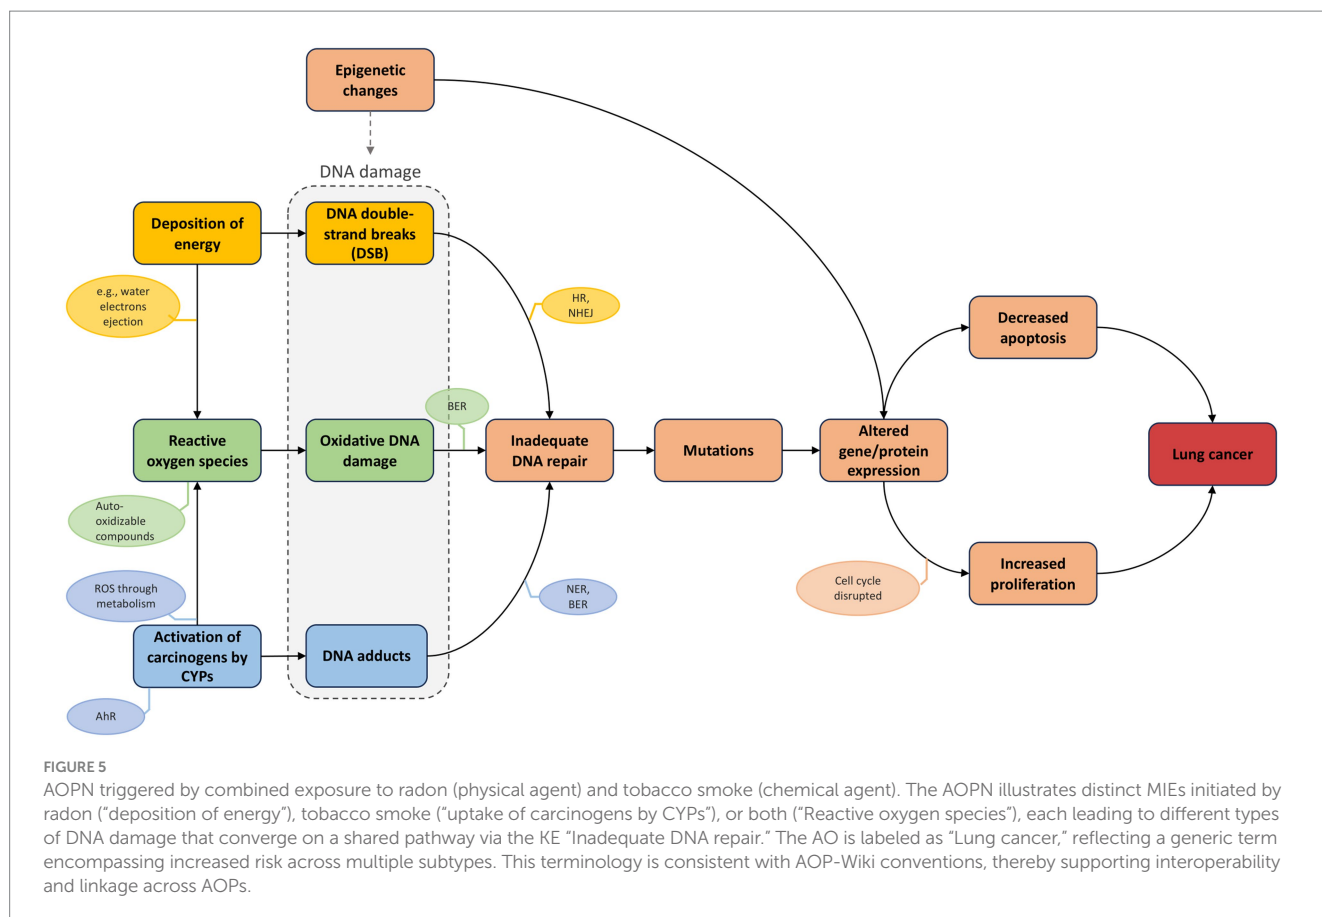 Epigenetic
changes
DNA damage
Deposition of
energy
DNA double-
strand breaks
(DSB)
e.g., water
electrons
ejection
HR,
NHEJ
Decreased
apoptosis
BER
Reactive
oxygen species
Oxidative DNA
damage
Inadequate
DNA repair
Mutations
Altered
gene/protein
expression
Lung cancer
Auto-
oxidizable
compounds
ROS through
metabolism
NER,
BER
Cell cycle
disrupted
Increased
proliferation
Activation of
carcinogens by
CYPs
DNA adducts
AhR
FIGURE 5
AOPN triggered by combined exposure to radon (physical agent) and tobacco smoke (chemical agent). The AOPN illustrates distinct MIEs initiated by
radon (“deposition of energy”), tobacco smoke (“uptake of carcinogens by CYPs”), or both (“Reactive oxygen species”), each leading to different types
of DNA damage that converge on a shared pathway via the KE “Inadequate DNA repair.” The AO is labeled as “Lung cancer,” reflecting a generic term
encompassing increased risk across multiple subtypes. This terminology is consistent with AOP-Wiki conventions, thereby supporting interoperability
and linkage across AOPs.